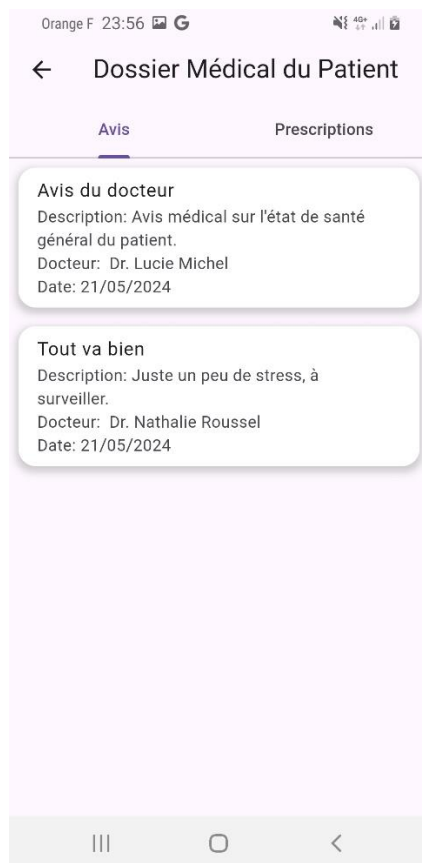 Orange F 23:56 G 4G+
Dossier Médical du Patient
Avis Prescriptions
Avis du docteur
Description: Avis médical sur l'état de santé
général du patient.
Docteur: Dr. Lucie Michel
Date: 21/05/2024
Tout va bien
Description: Juste un peu de stress, à
surveiller.
Docteur: Dr. Nathalie Roussel
Date: 21/05/2024